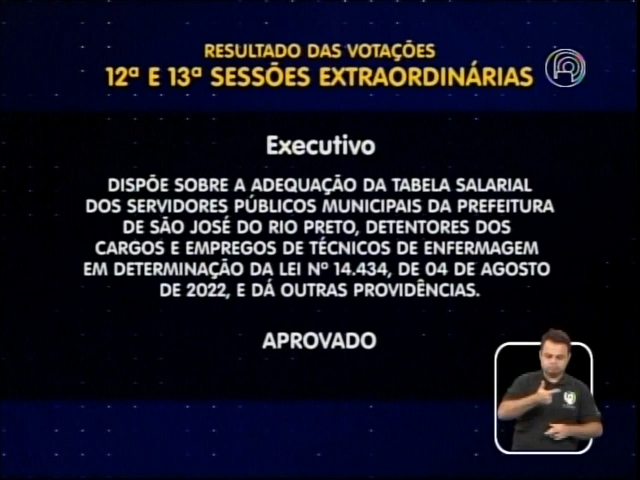 RESULTADO DAS VOTAÇÕES
12ª E 13ª SESSÕES EXTRAORDINÁRIAS
Executivo
DISPÕE SOBRE A ADEQUAÇÃO DA TABELA SALARIAL
DOS SERVIDORES PÚBLICOS MUNICIPAIS DA PREFEITURA
DE SÃO JOSÉ DO RIO PRETO, DETENTORES DOS
CARGOS E EMPREGOS DE TÉCNICOS DE ENFERMAGEM
EM DETERMINAÇÃO DA LEI Nº 14.434, DE 04 DE AGOSTO
DE 2022, E DÁ OUTRAS PROVIDÊNCIAS.
APROVADO